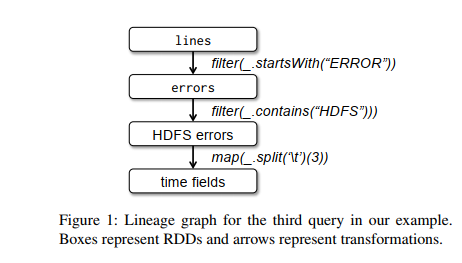 lines
filter(_.startsWith(“ERROR”))
errors
filter(_.contains(“HDFS”)))
HDFS errors
map(_.split(‘\t’)(3))
time fields
Figure 1: Lineage graph for the third query in our example.
Boxes represent RDDs and arrows represent transformations.